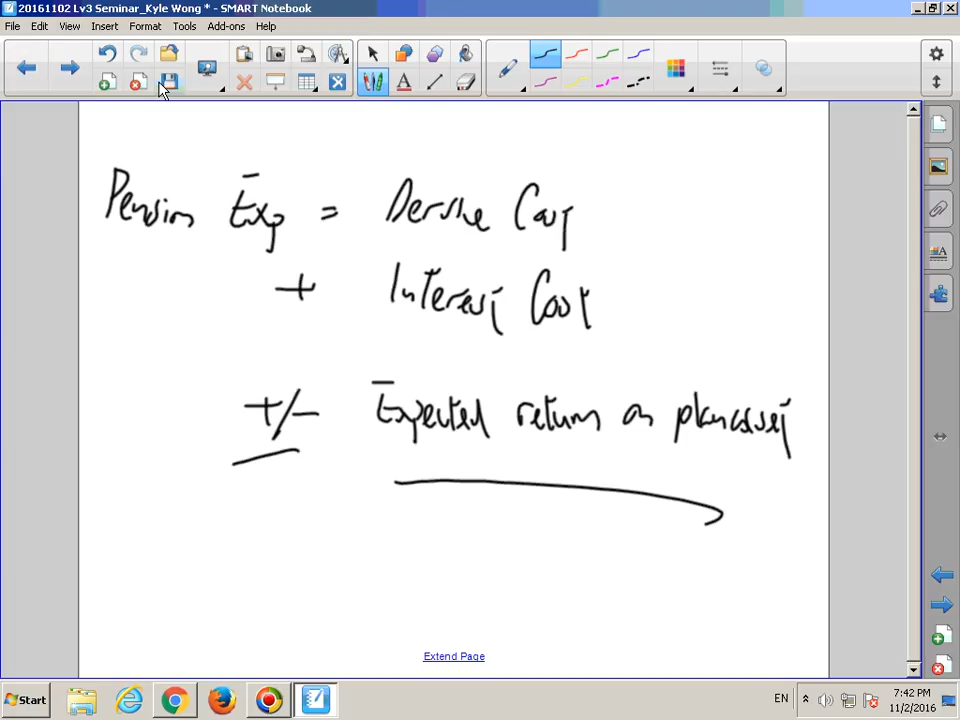 20161102 Lv3 Seminar_Kyle Wong * - SMART Notebook
File Edit View Insert Format Tools Add-ons Help
Pension Exp = Service Cost
+ Interest Cost
+/- Expected return on plan asset
Extend Page
Start EN 7:42 PM
11/2/2016